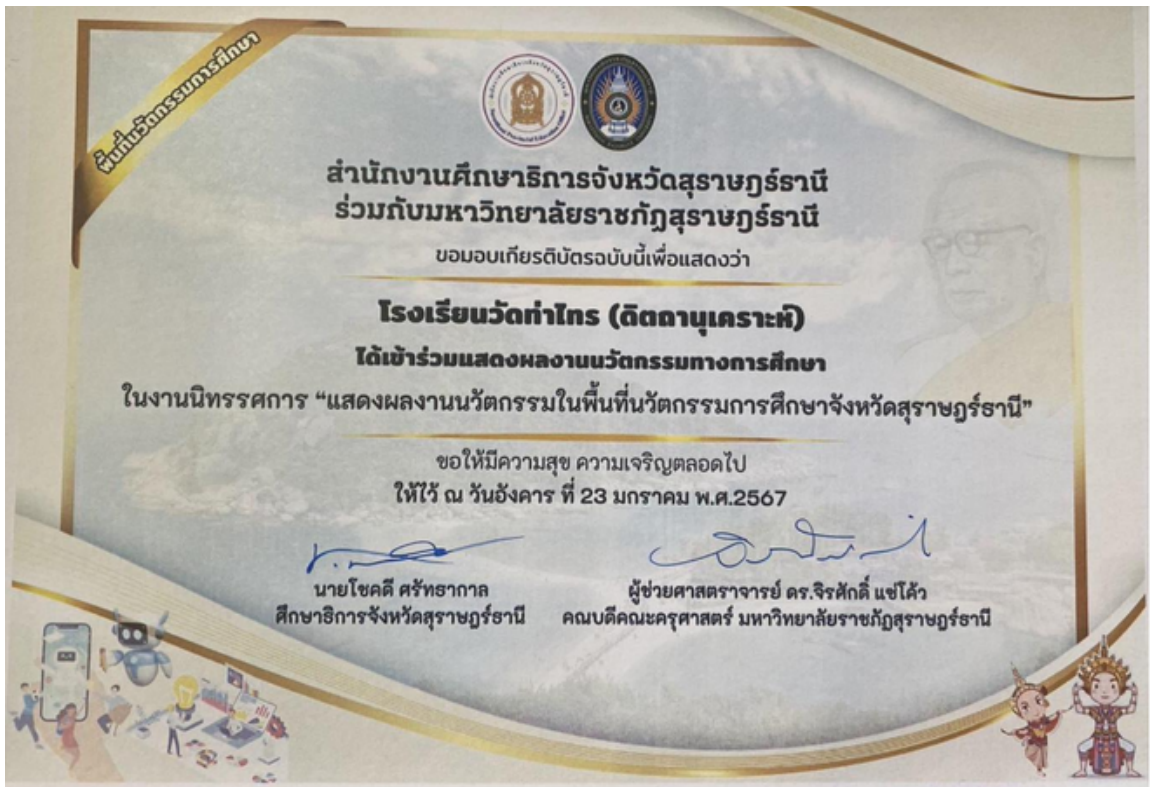 พื้นที่นวัตกรรมการศึกษา
สำนักงานศึกษาธิการจังหวัดสุราษฎร์ธานี
ร่วมกับมหาวิทยาลัยราชภัฏสุราษฎร์ธานี
ขอมอบเกียรติบัตรฉบับนี้เพื่อแสดงว่า
โรงเรียนวัดท่าไทร (ดิตถานุเคราะห์)
ได้เข้าร่วมแสดงผลงานนวัตกรรมทางการศึกษา
ในงานนิทรรศการ “แสดงผลงานนวัตกรรมในพื้นที่นวัตกรรมการศึกษาจังหวัดสุราษฎร์ธานี”
ขอให้มีความสุข ความเจริญตลอดไป
ให้ไว้ ณ วันอังคาร ที่ 23 มกราคม พ.ศ.2567
นายโชคดี ศรัทธากาล
ศึกษาธิการจังหวัดสุราษฎร์ธานี
ผู้ช่วยศาสตราจารย์ ดร.จิรศักดิ์ แซ่โค้ว
คณบดีคณะครุศาสตร์ มหาวิทยาลัยราชภัฏสุราษฎร์ธานี